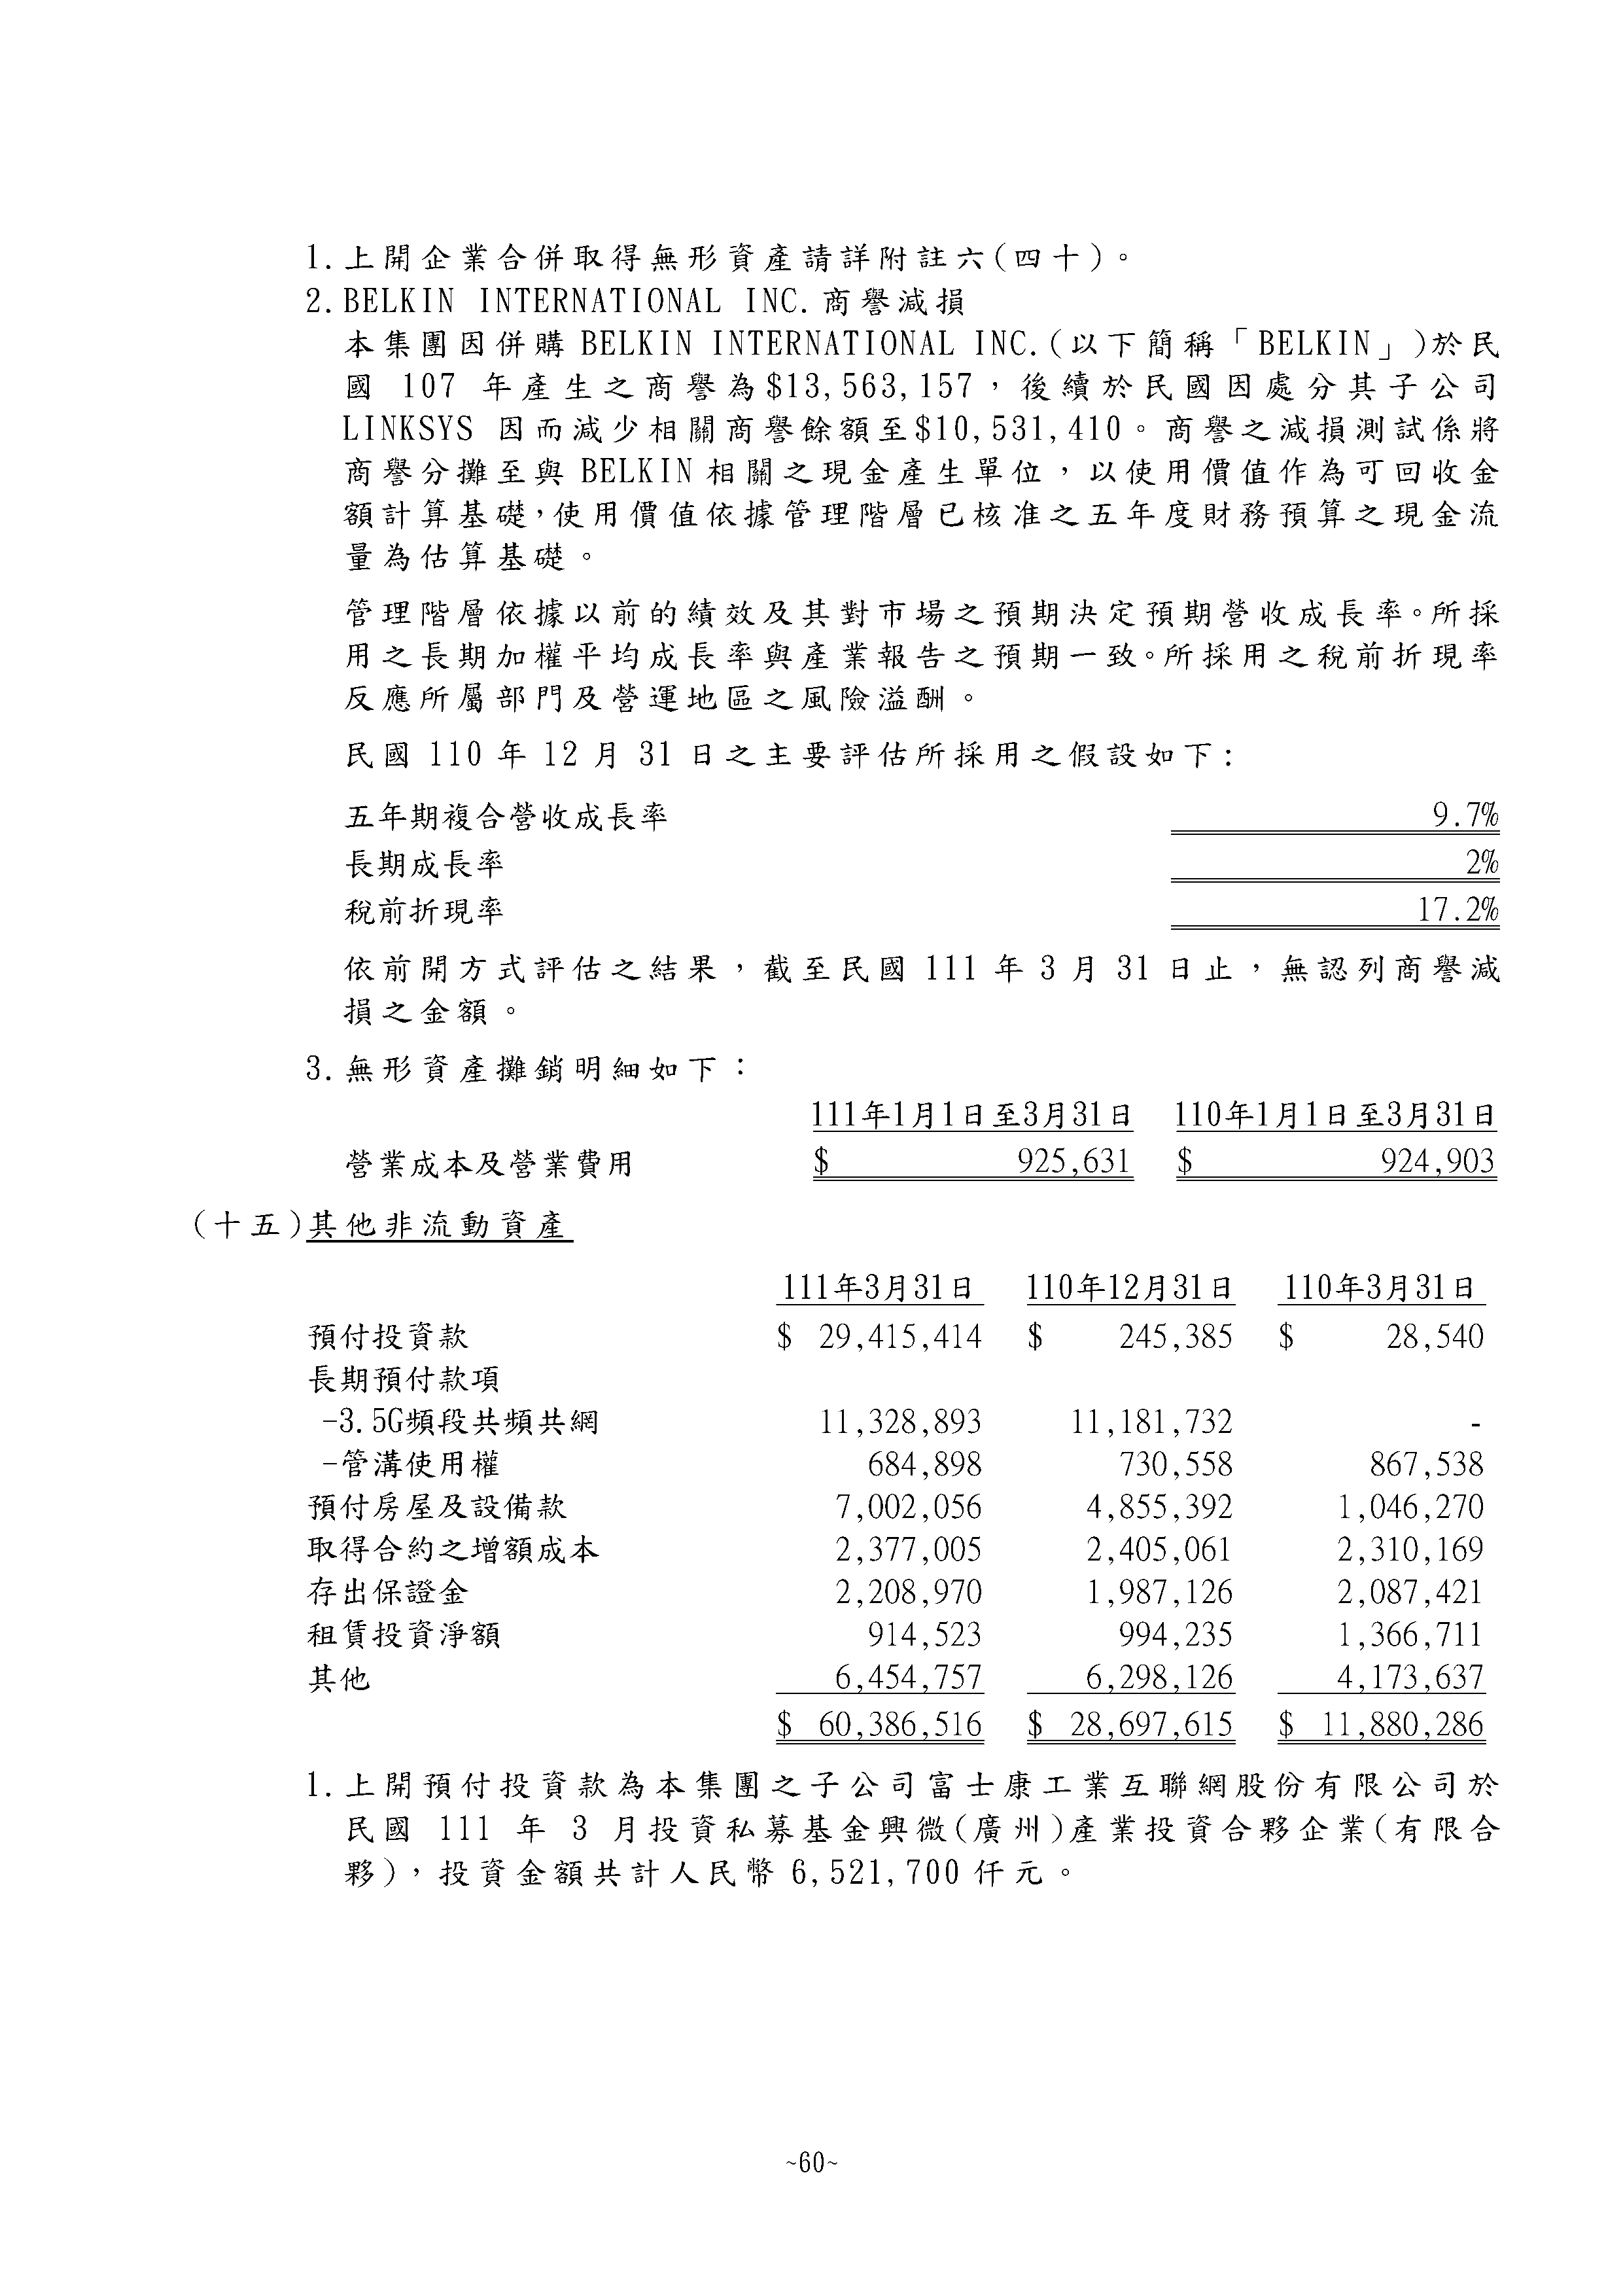 1.上開企業合併取得無形資產請詳附註六(四十)。
2.BELKIN INTERNATIONAL INC.商譽減損
本集團因併購 BELKIN INTERNATIONAL INC.(以下簡稱「BELKIN」)於民
國 107 年產生之商譽為$13,563,157，後續於民國因處分其子公司
LINKSYS 因而減少相關商譽餘額至$10,531,410。商譽之減損測試係將
商譽分攤至與 BELKIN 相關之現金產生單位，以使用價值作為可回收金
額計算基礎，使用價值依據管理階層已核准之五年度財務預算之現金流
量為估算基礎。
管理階層依據以前的績效及其對市場之預期決定預期營收成長率。所採
用之長期加權平均成長率與產業報告之預期一致。所採用之稅前折現率
反應所屬部門及營運地區之風險溢酬。
民國 110 年 12 月 31 日之主要評估所採用之假設如下：
五年期複合營收成長率 9.7%
長期成長率 2%
稅前折現率 17.2%
依前開方式評估之結果，截至民國 111 年 3 月 31 日止，無認列商譽減
損之金額。
3.無形資產攤銷明細如下：
111年1月1日至3月31日 110年1月1日至3月31日
營業成本及營業費用 $ 925,631 $ 924,903
(十五)其他非流動資產
111年3月31日 110年12月31日 110年3月31日
預付投資款 $ 29,415,414 $ 245,385 $ 28,540
長期預付款項
-3.5G頻段共頻共網 11,328,893 11,181,732 -
-管溝使用權 684,898 730,558 867,538
預付房屋及設備款 7,002,056 4,855,392 1,046,270
取得合約之增額成本 2,377,005 2,405,061 2,310,169
存出保證金 2,208,970 1,987,126 2,087,421
租賃投資淨額 914,523 994,235 1,366,711
其他 6,454,757 6,298,126 4,173,637
$ 60,386,516 $ 28,697,615 $ 11,880,286
1.上開預付投資款為本集團之子公司富士康工業互聯網股份有限公司於
民國 111 年 3 月投資私募基金興微(廣州)產業投資合夥企業(有限合
夥)，投資金額共計人民幣 6,521,700 仟元。
~60~